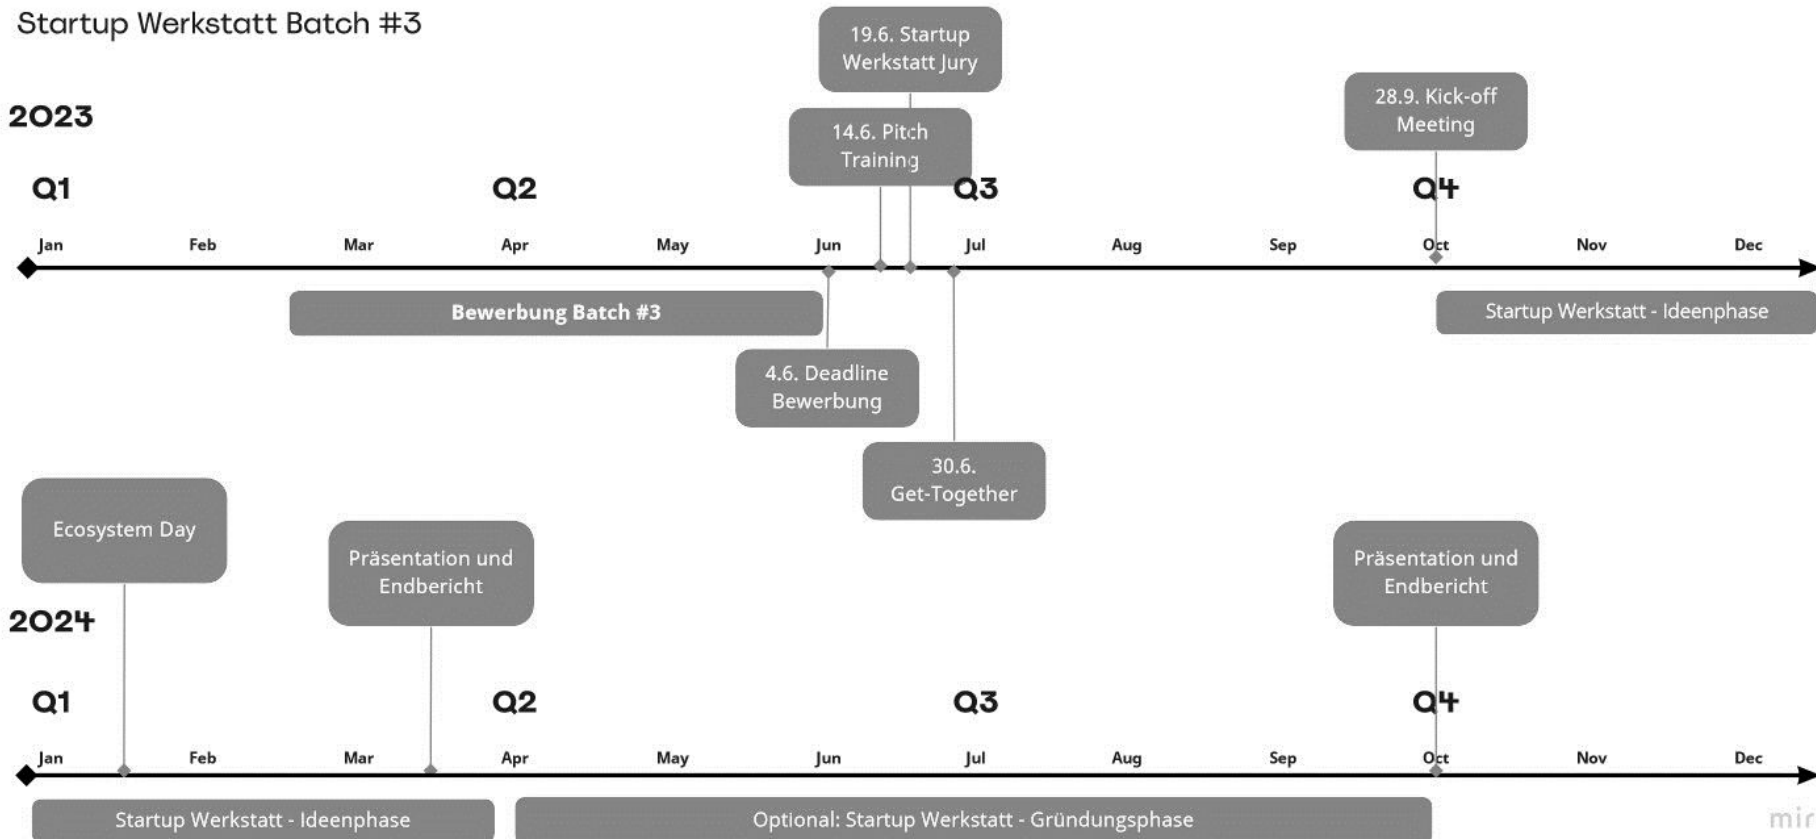 Startup Werkstatt Batch #3
19.6. Startup
Werkstatt Jury
2023
14.6. Pitch
Training
28.9. Kick-off
Meeting
Q1
Q2
Q3
Q4
Jan
Feb
Mar
Apr
May
Jun
Jul
Aug
Sep
Oct
Nov
Dec
Bewerbung Batch #3
Startup Werkstatt - Ideenphase
4.6. Deadline
Bewerbung
30.6.
Get-Together
Ecosystem Day
Präsentation und
Endbericht
Präsentation und
Endbericht
2024
Q1
Q2
Q3
Q4
Jan
Feb
Mar
Apr
May
Jun
Jul
Aug
Sep
Oct
Nov
Dec
Startup Werkstatt - Ideenphase
Optional: Startup Werkstatt - Gründungsphase
mir